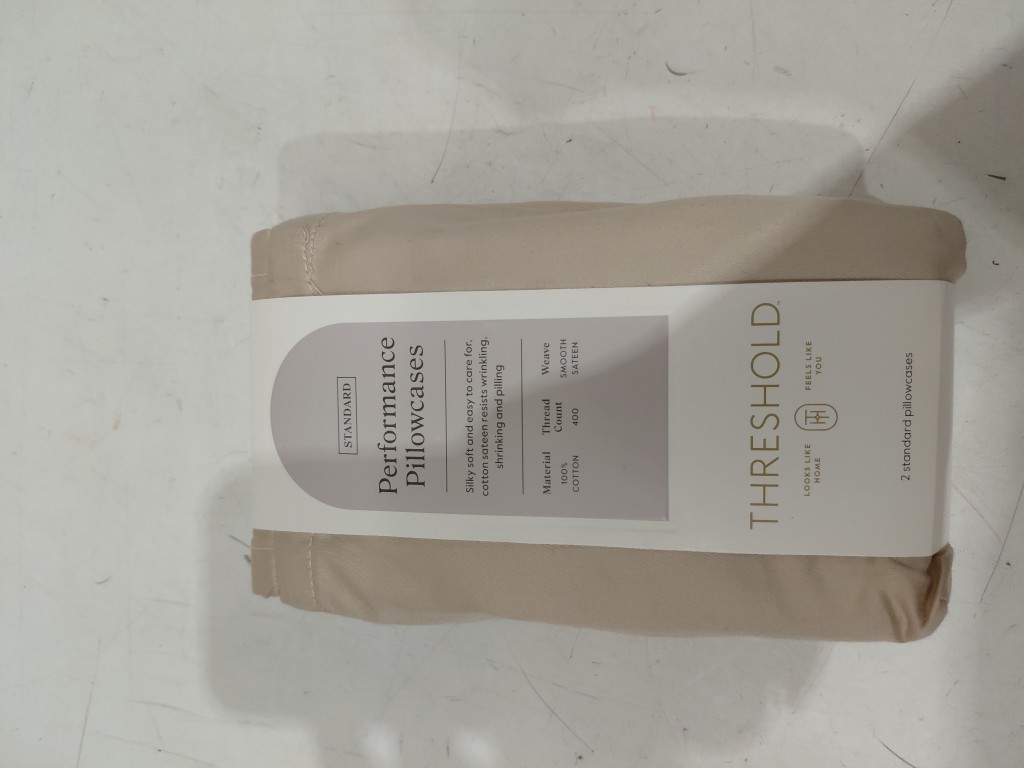 STANDARD
Performance
Pillowcases
Silky soft and easy to care for,
cotton sateen resists wrinkling,
shrinking and pilling
Material
100%
COTTON
Thread
Count
400
Weave
SMOOTH
SATEEN
THRESHOLD™
LOOKS LIKE
HOME
FEELS LIKE
YOU
2 standard pillowcases